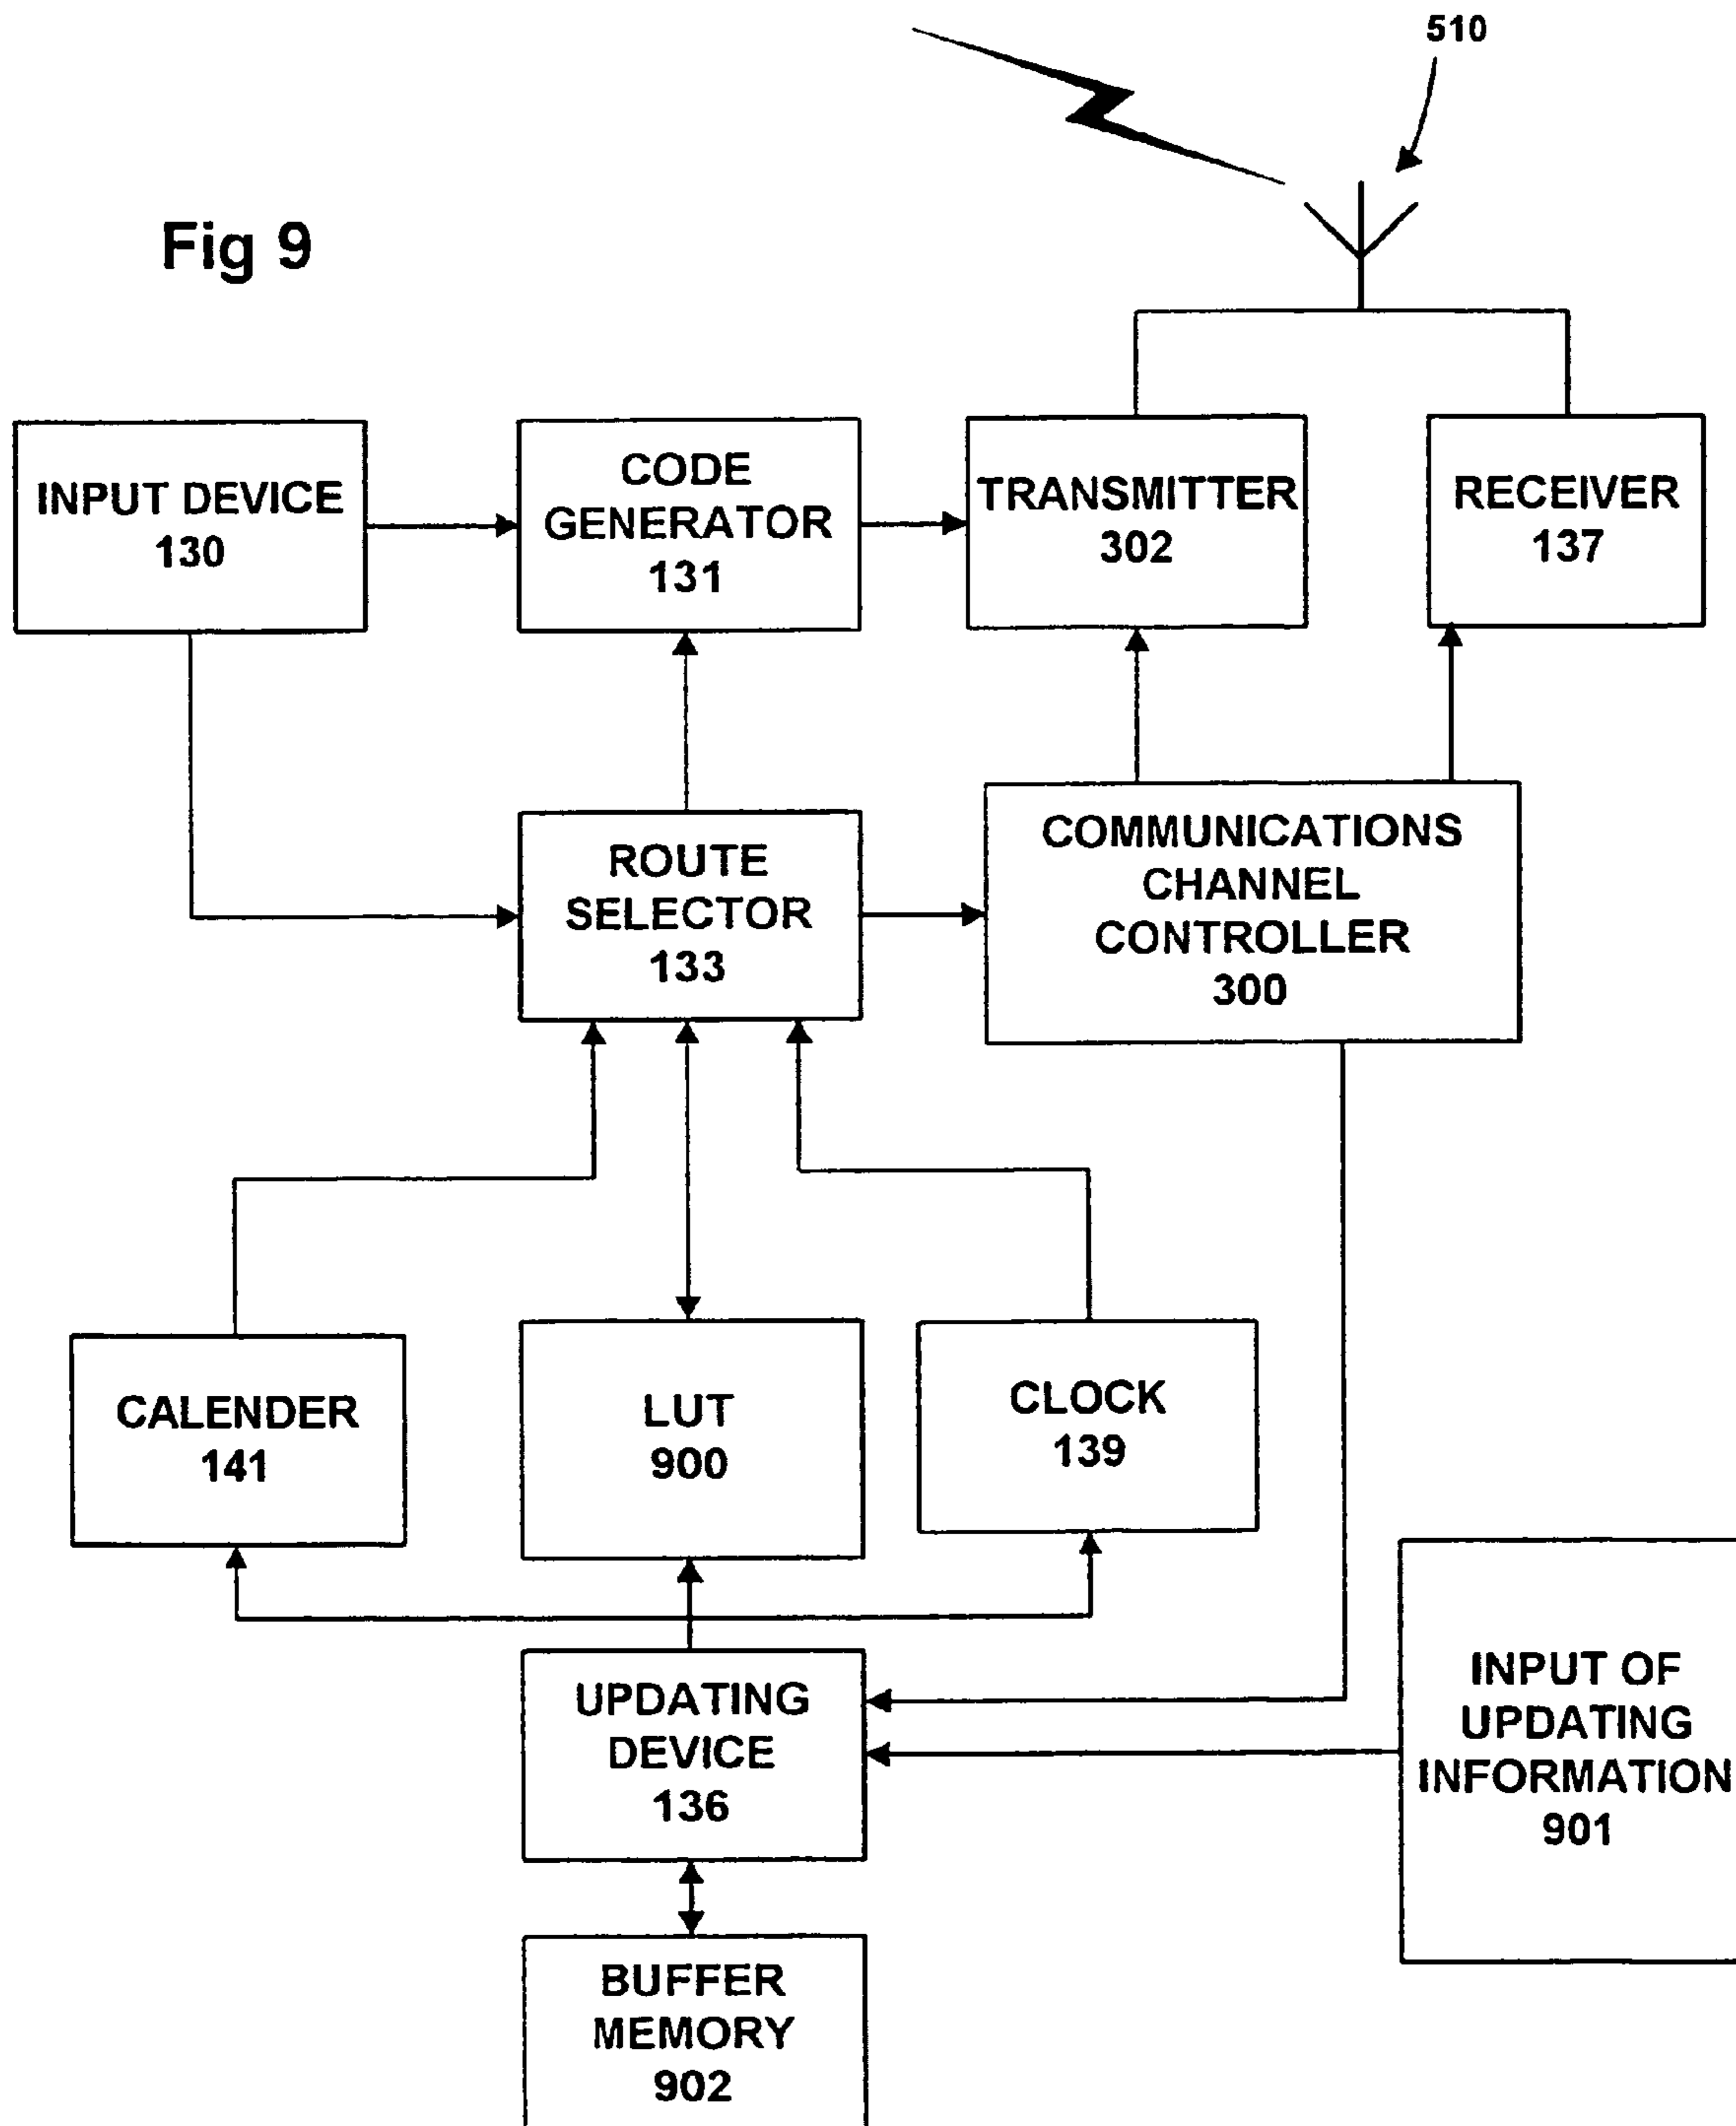 510
Fig 9
INPUT DEVICE
130
CODE
GENERATOR
131
TRANSMITTER
302
RECEIVER
137
ROUTE
SELECTOR
133
COMMUNICATIONS
CHANNEL
CONTROLLER
300
CALENDER
141
LUT
900
CLOCK
139
UPDATING
DEVICE
136
INPUT OF
UPDATING
INFORMATION
901
BUFFER
MEMORY
902